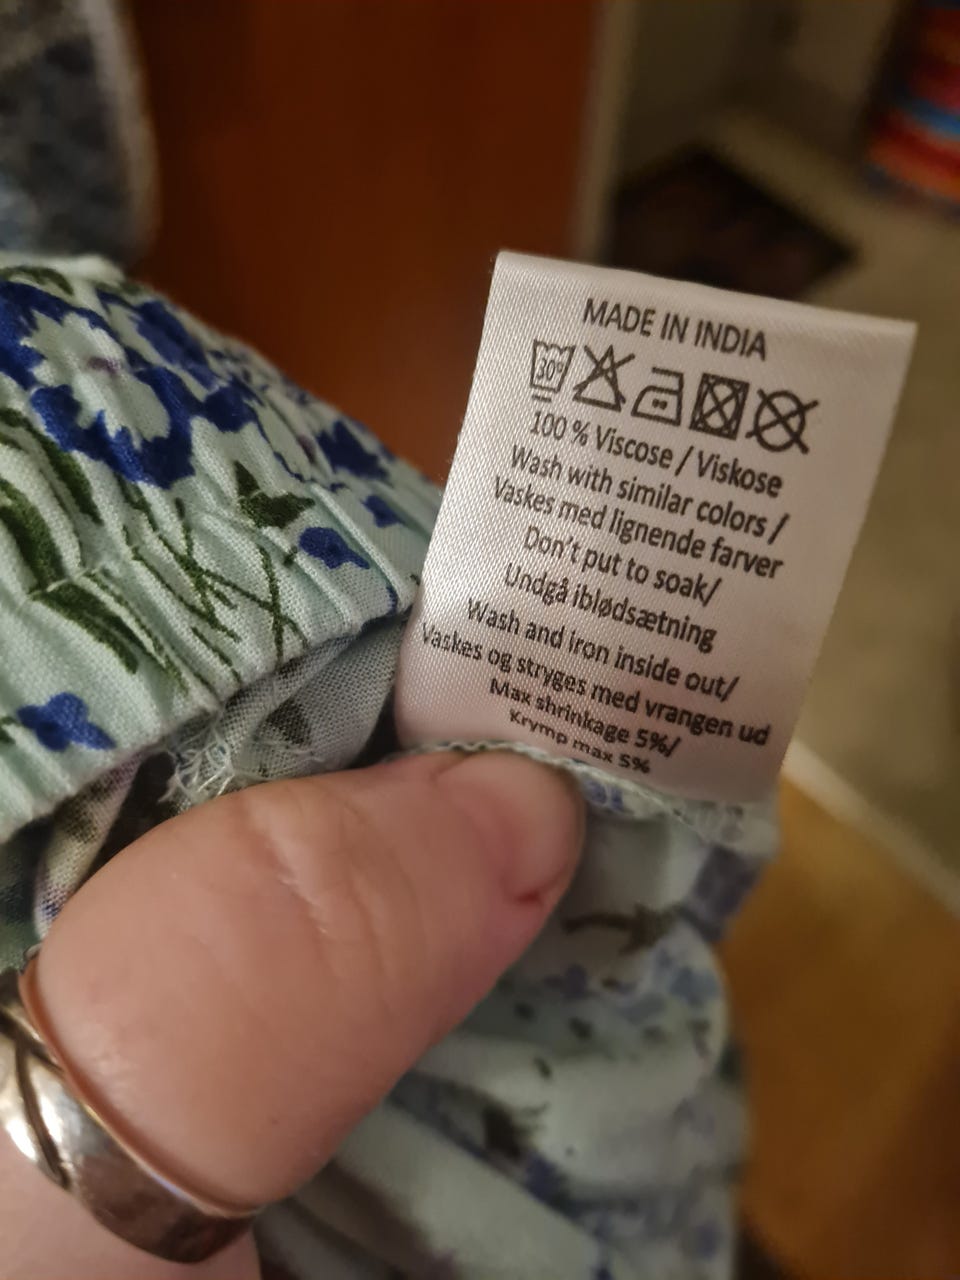 MADE IN INDIA
30°
100 % Viscose / Viskose
Wash with similar colors /
Vaskes med lignende farver
Don't put to soak/
Undgå iblødsætning
Wash and iron inside out/
Vaskes og stryges med vrangen ud
Max shrinkage 5%/
Krymp max 5%